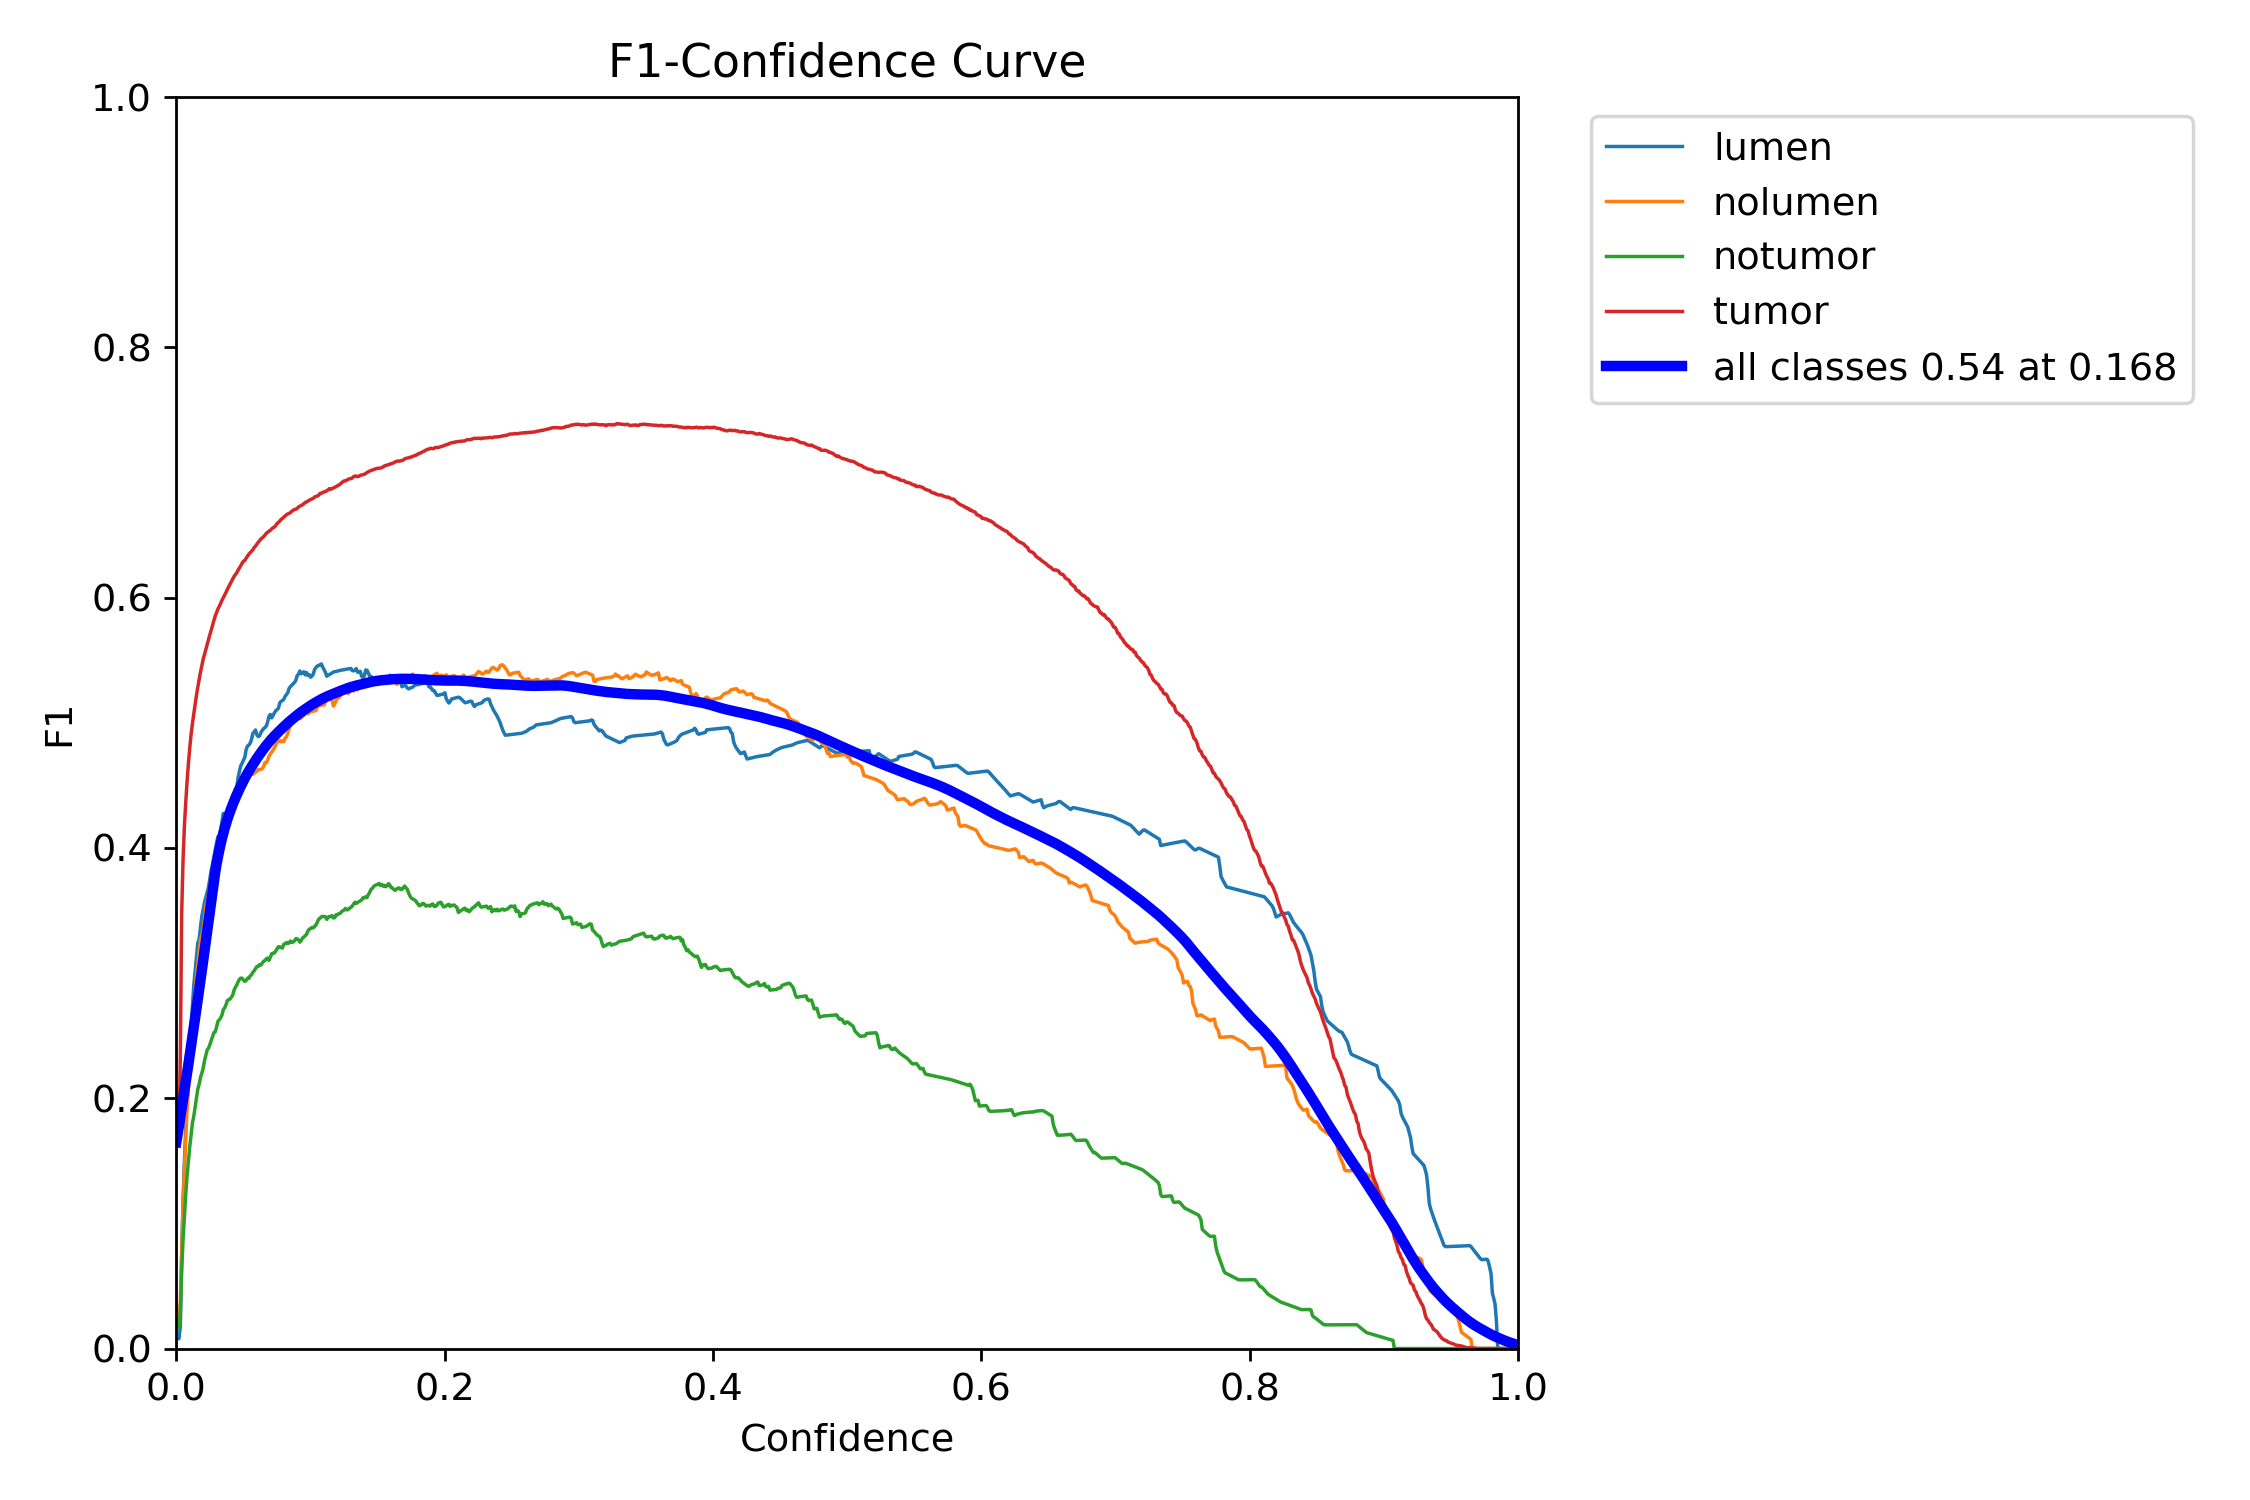 F1-Confidence Curve
1.0
0.8
0.6
0.4
0.2
0.0
F1
0.0 0.2 0.4 0.6 0.8 1.0
Confidence
lumen
nolumen
notumor
tumor
all classes 0.54 at 0.168